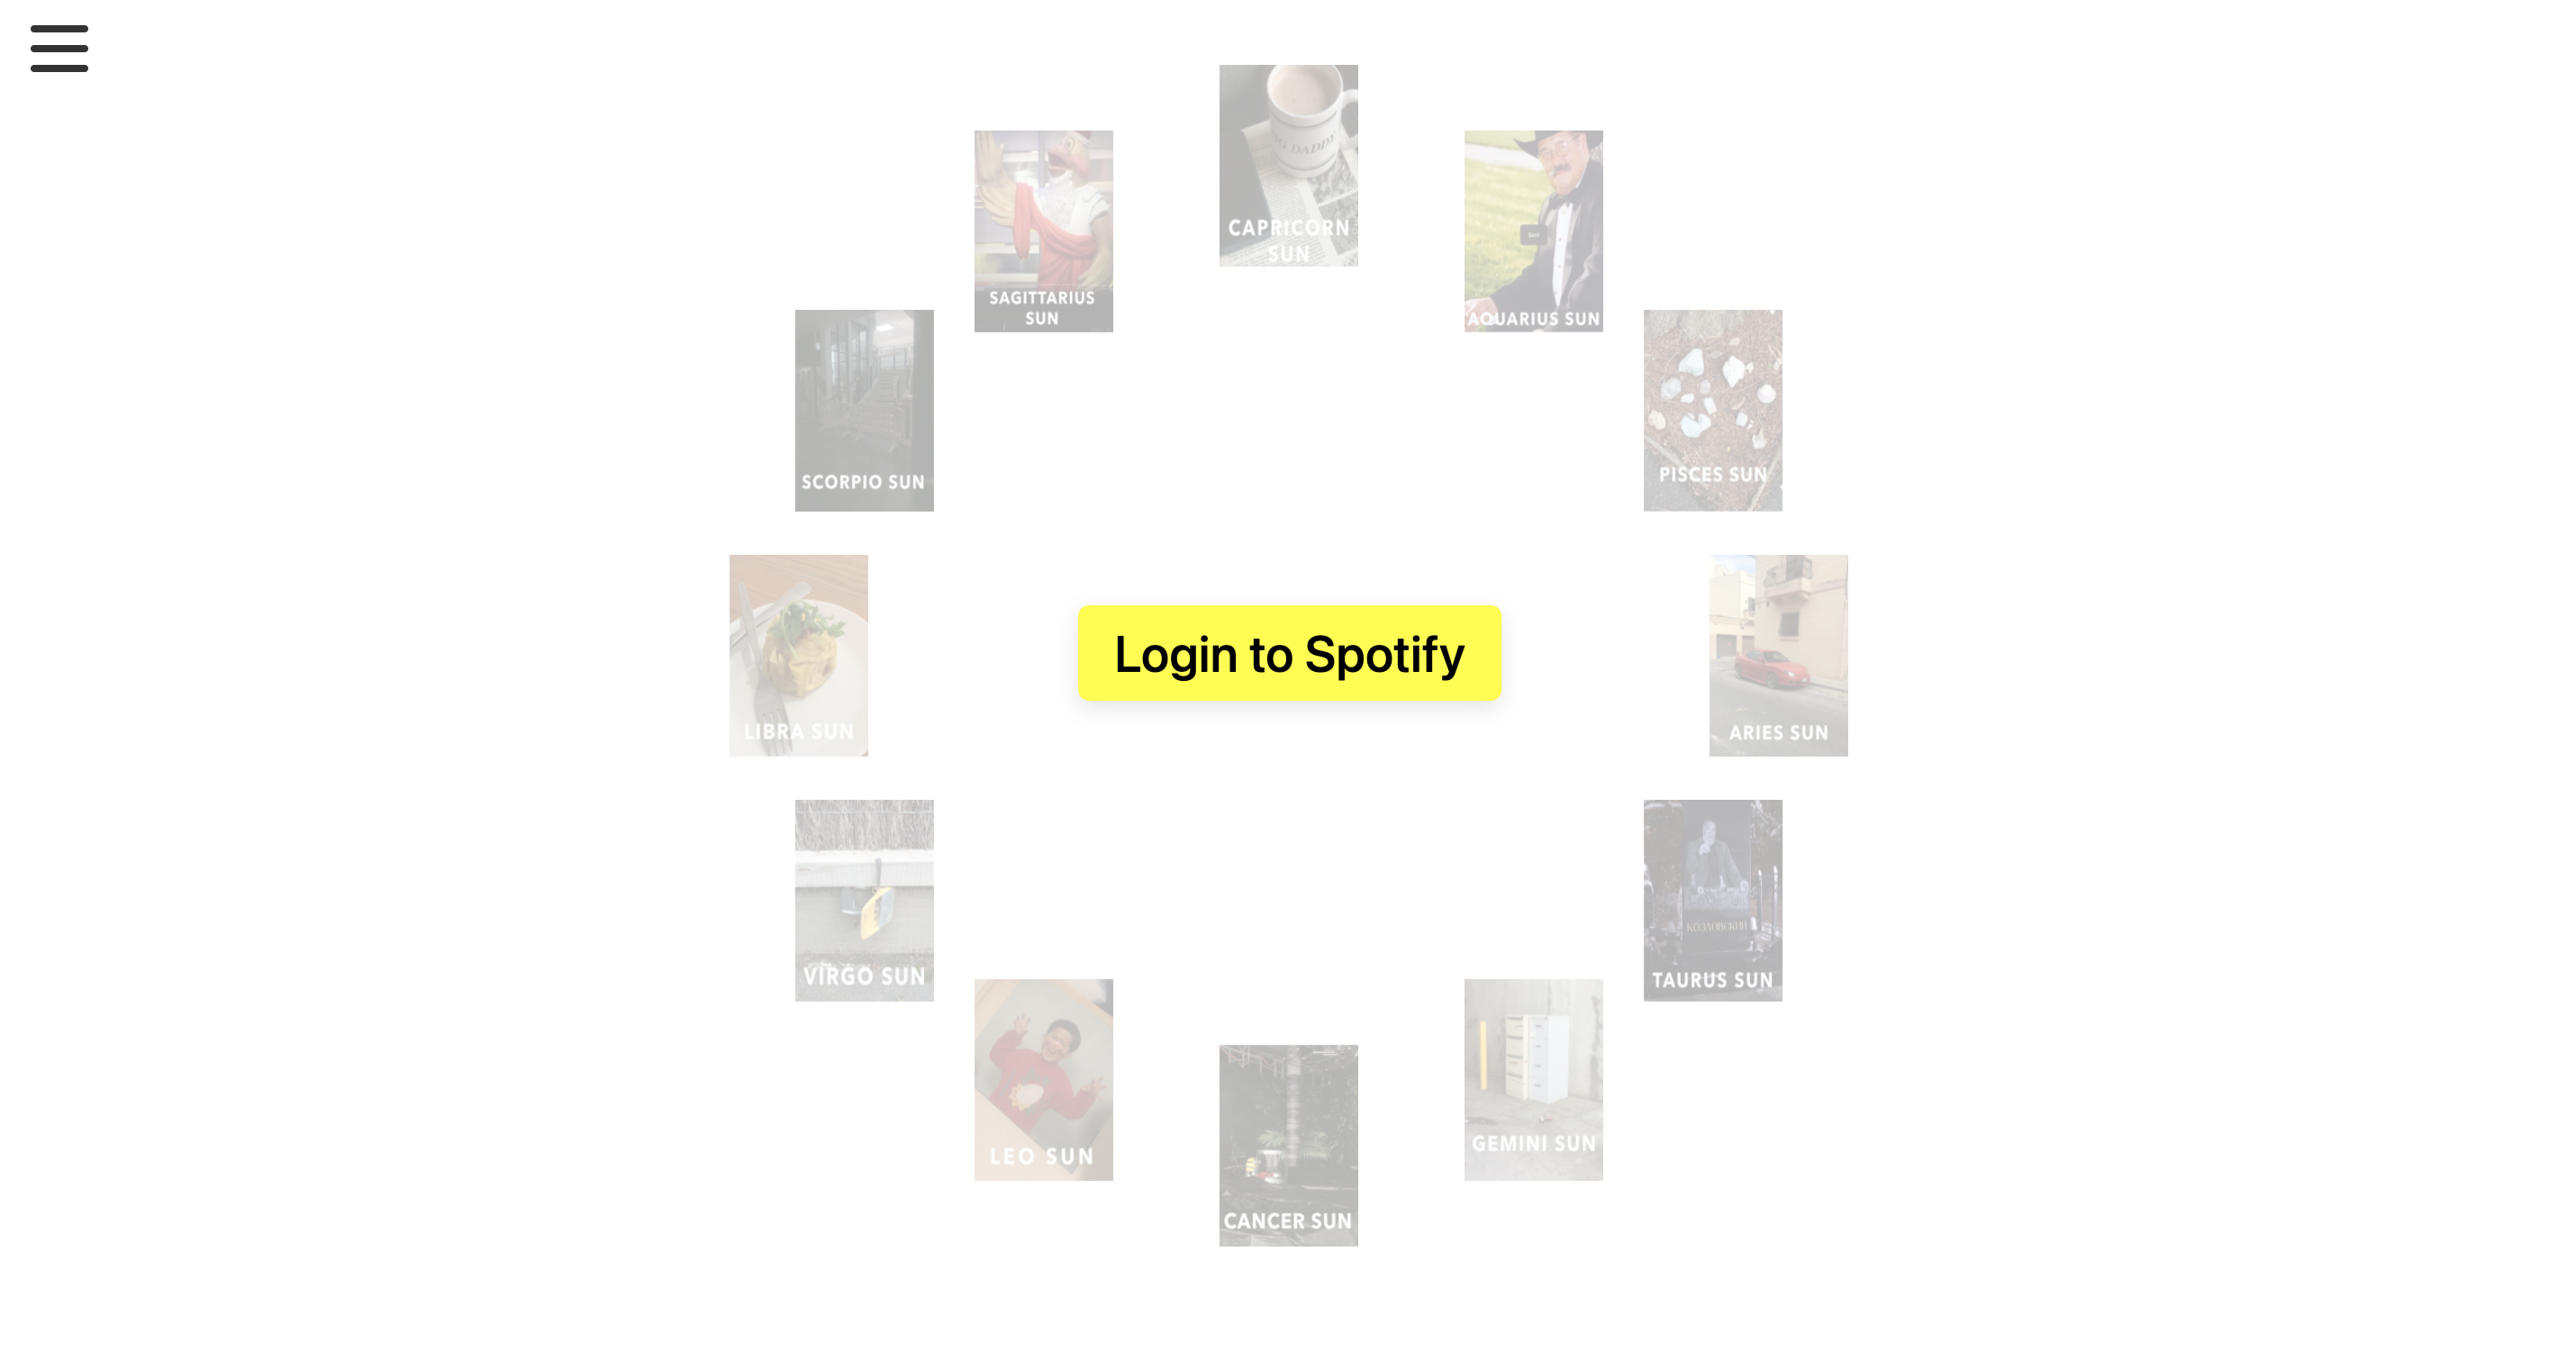 CAPRICORN
SUN
SAGITTARIUS
SUN
AQUARIUS SUN
SCORPIO SUN
PISCES SUN
LIBRA SUN
Login to Spotify
ARIES SUN
VIRGO SUN
КОЗЛОВСКИЙ
TAURUS SUN
LEO SUN
GEMINI SUN
CANCER SUN